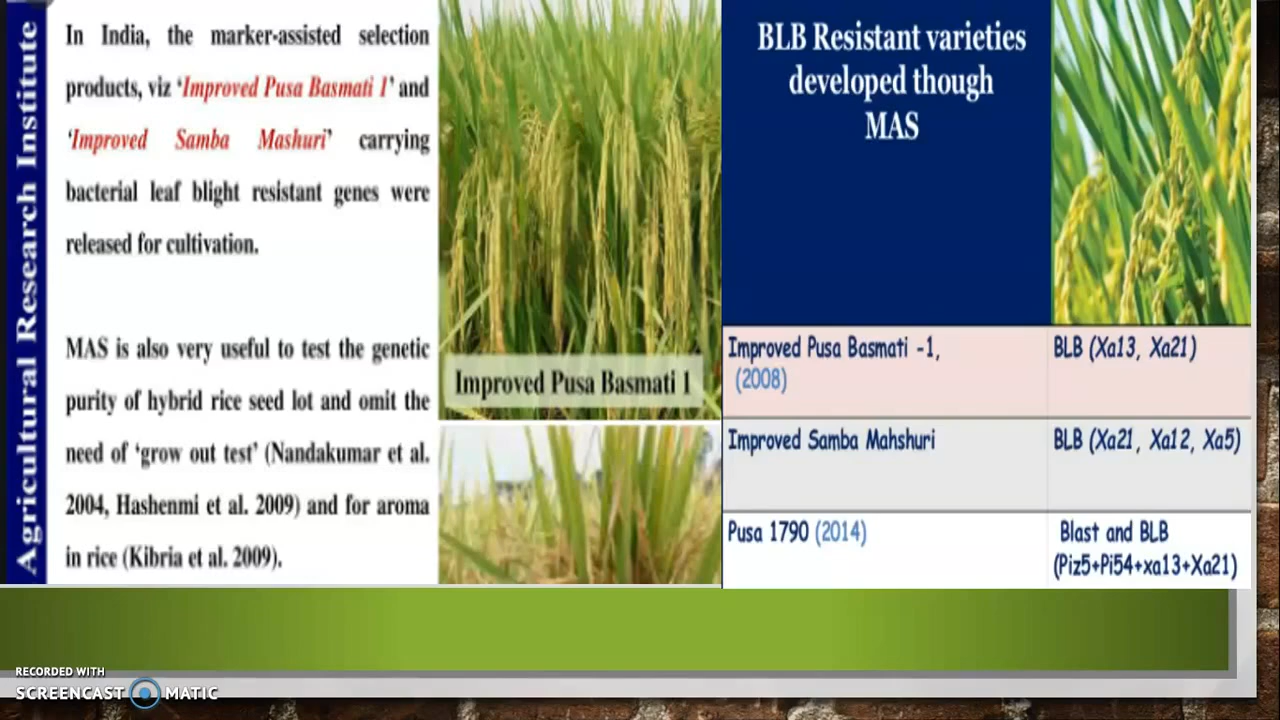 Agricultural Research Institute
In India, the marker-assisted selection
products, viz ‘Improved Pusa Basmati 1’ and
‘Improved Samba Mashuri’ carrying
bacterial leaf blight resistant genes were
released for cultivation.
MAS is also very useful to test the genetic
purity of hybrid rice seed lot and omit the
need of ‘grow out test’ (Nandakumar et al.
2004, Hashenmi et al. 2009) and for aroma
in rice (Kibria et al. 2009).
Improved Pusa Basmati 1
BLB Resistant varieties
developed though
MAS
Improved Pusa Basmati -1,
(2008)
BLB (Xa13, Xa21)
Improved Samba Mahshuri
BLB (Xa21, Xa12, Xa5)
Pusa 1790 (2014)
Blast and BLB
(Piz5+Pi54+xa13+Xa21)
RECORDED WITH
SCREENCAST MATIC